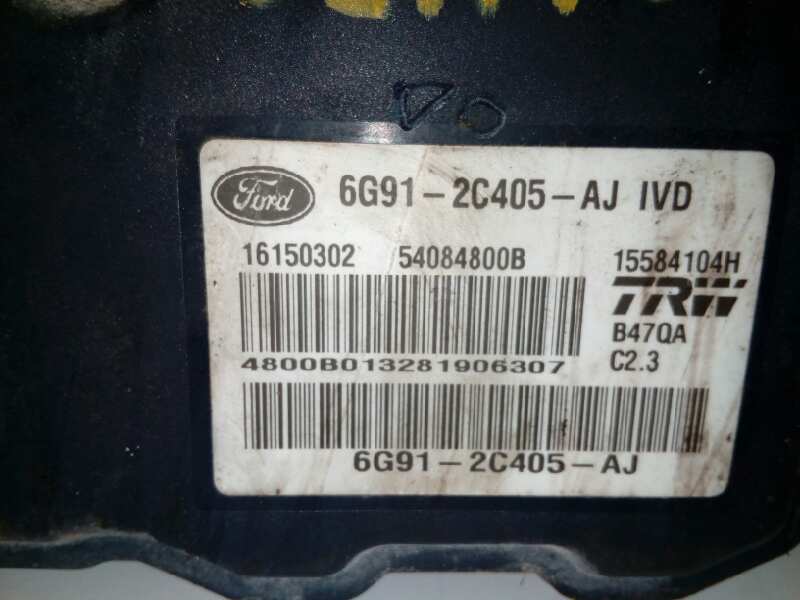 Ford 6G91-2C405-AJ IVD
16150302 54084800B 15584104H
TRW
B47QA
4800B013281906307 C2.3
6G91-2C405-AJ